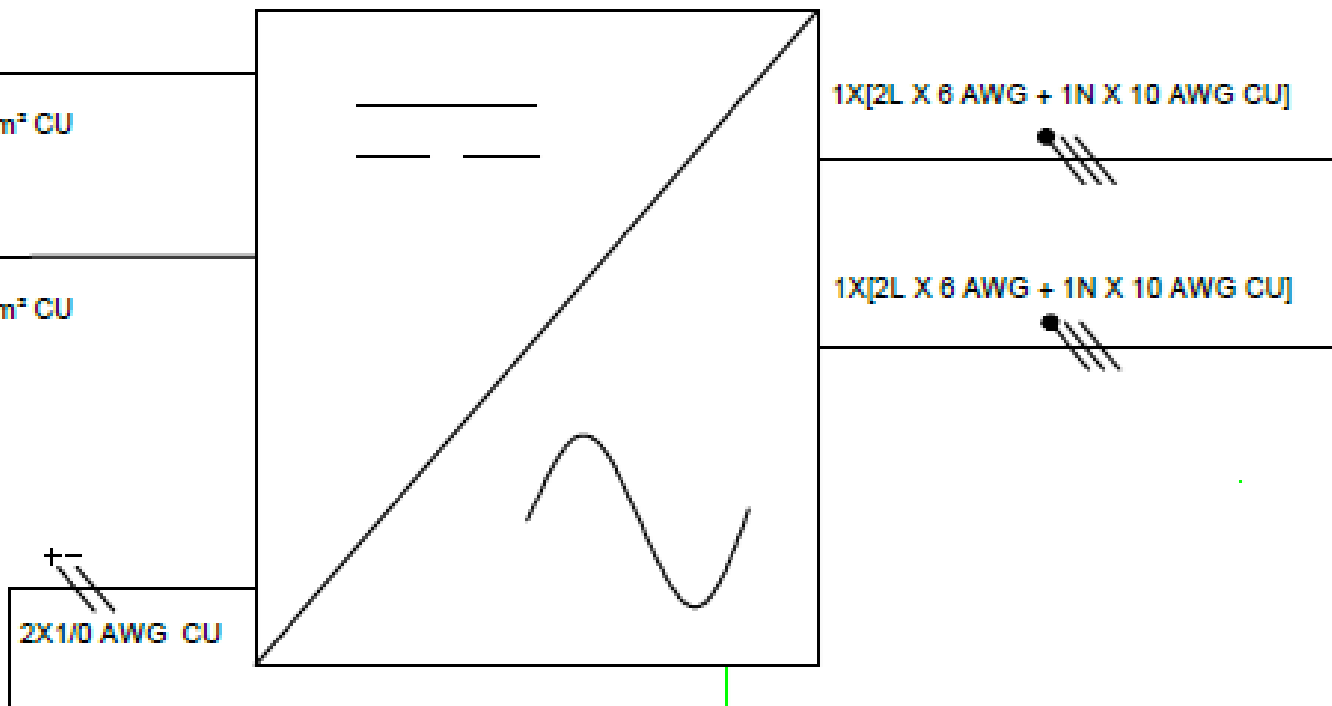 1X[2L X 6 AWG + 1N X 10 AWG CU]
m² CU
1X[2L X 6 AWG + 1N X 10 AWG CU]
m² CU
+−
2X1/0 AWG CU